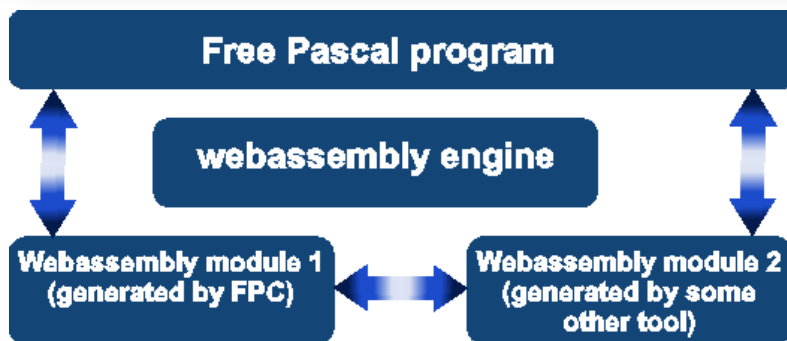 Free Pascal program
webassembly engine
Webassembly module 1
(generated by FPC)
Webassembly module 2
(generated by some
other tool)